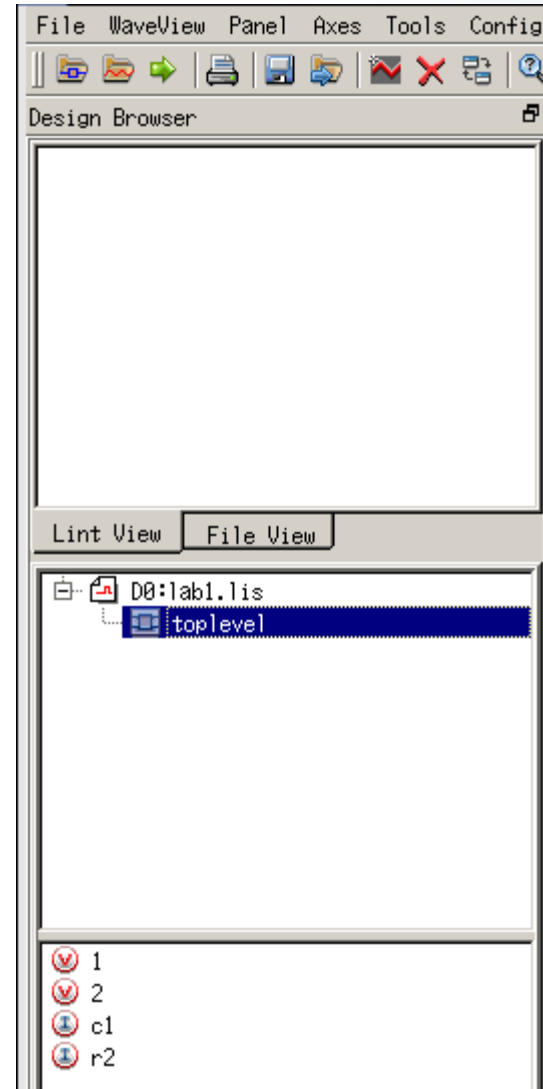 File WaveView Panel Axes Tools Config
Design Browser
Lint View File View
D0:lab1.lis
toplevel
1
2
c1
r2